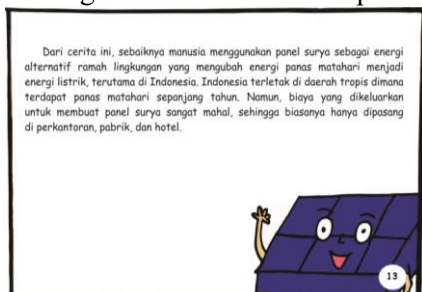 Dari cerita ini, sebaiknya manusia menggunakan panel surya sebagai energi
alternatif ramah lingkungan yang mengubah energi panas matahari menjadi
energi listrik, terutama di Indonesia. Indonesia terletak di daerah tropis dimana
terdapat panas matahari sepanjang tahun. Namun, biaya yang dikeluarkan
untuk membuat panel surya sangat mahal, sehingga biasanya hanya dipasang
di perkantoran, pabrik, dan hotel.
13